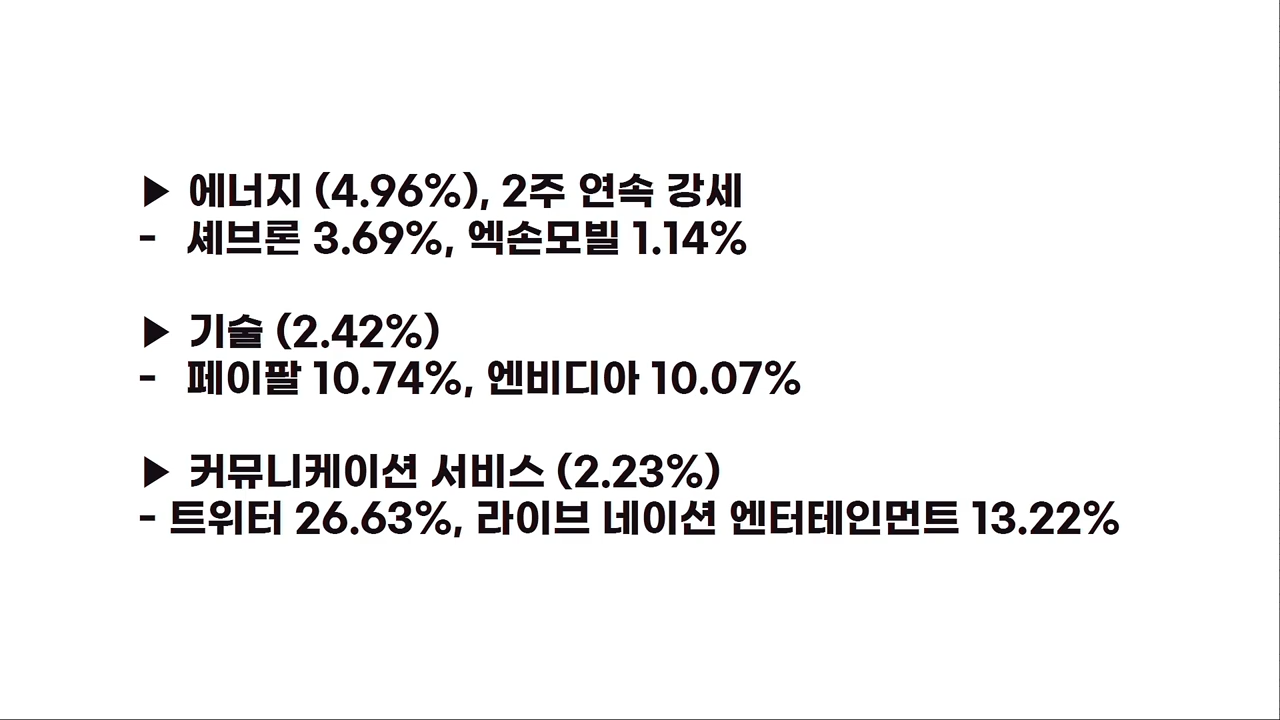 ▶ 에너지 (4.96%), 2주 연속 강세
- 셰브론 3.69%, 엑손모빌 1.14%
▶ 기술 (2.42%)
- 페이팔 10.74%, 엔비디아 10.07%
▶ 커뮤니케이션 서비스 (2.23%)
- 트위터 26.63%, 라이브 네이션 엔터테인먼트 13.22%